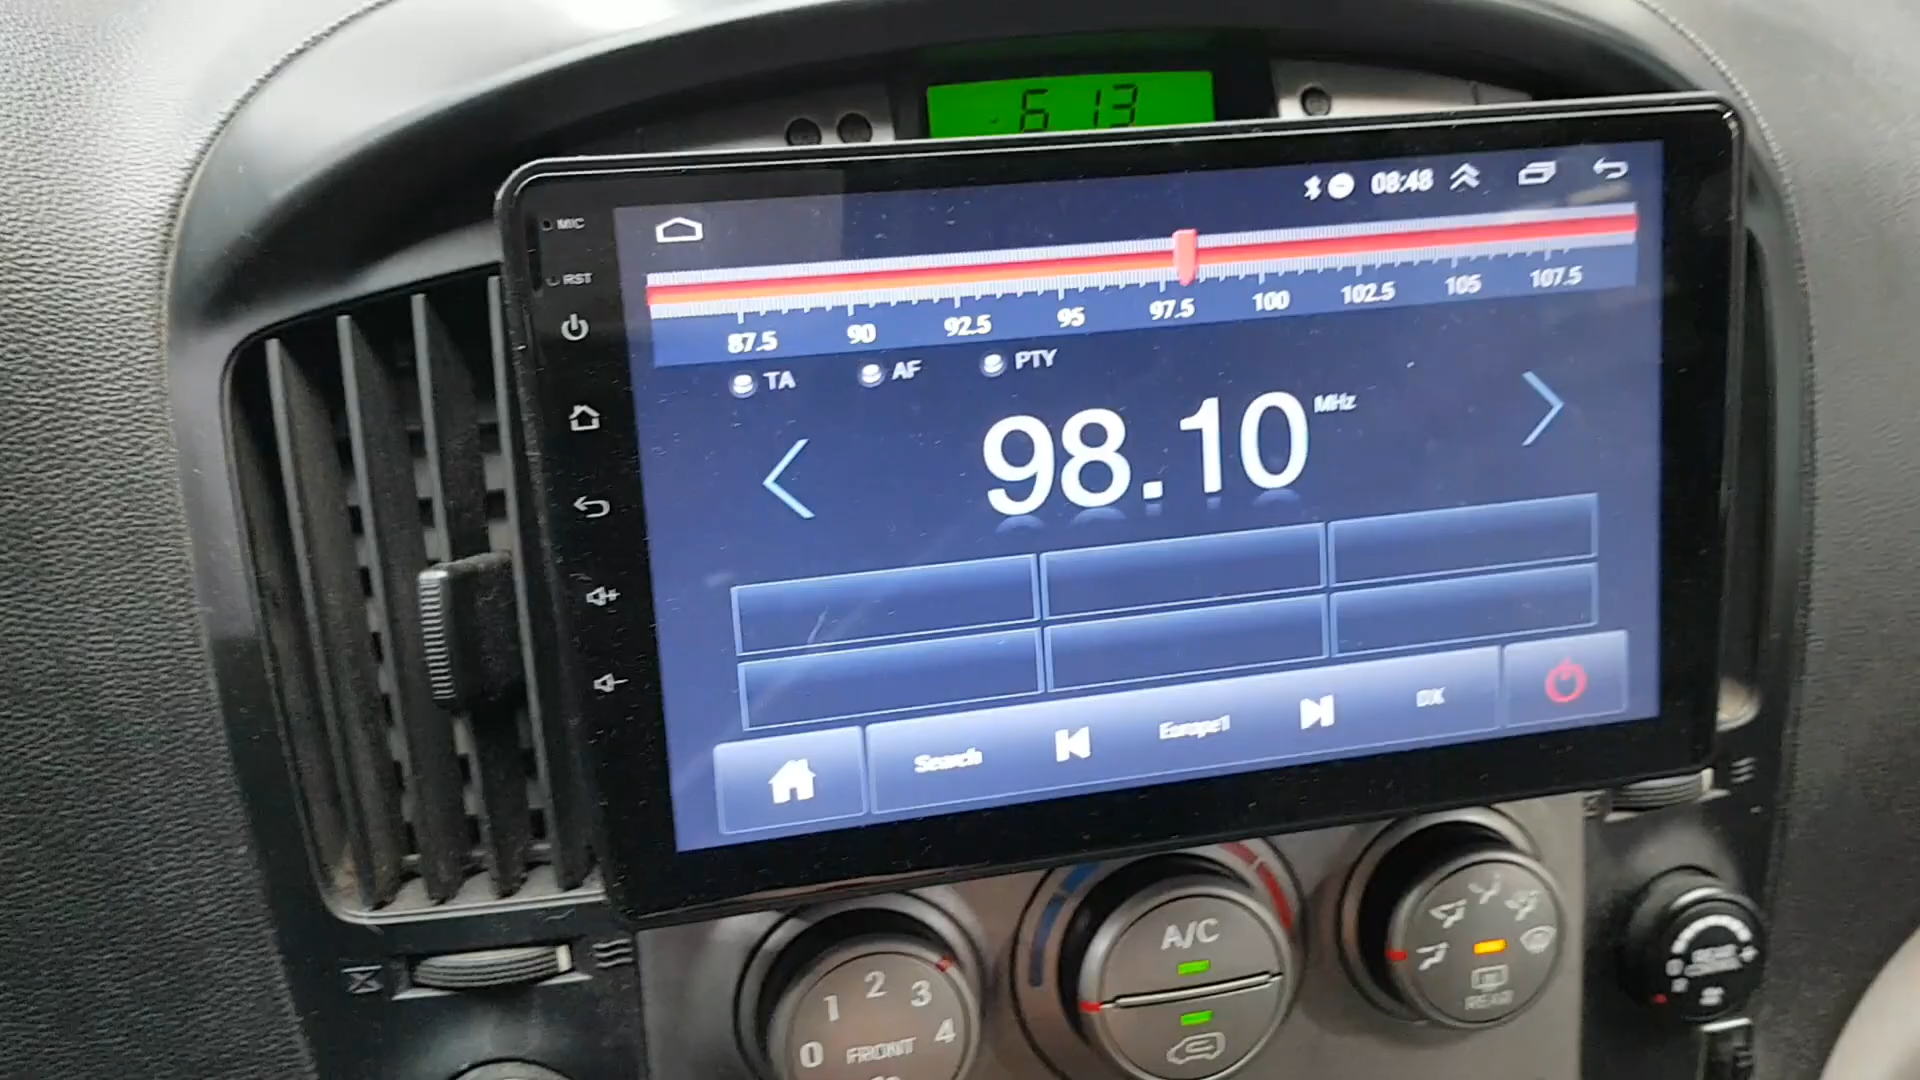 6 13
MIC
08:48
RST
87.5 90 92.5 95 97.5 100 102.5 105 107.5
TA AF PTY
98.10 MHz
Search Europe1 DX
A/C
REAR
0 1 2 3 4
FRONT
REAR